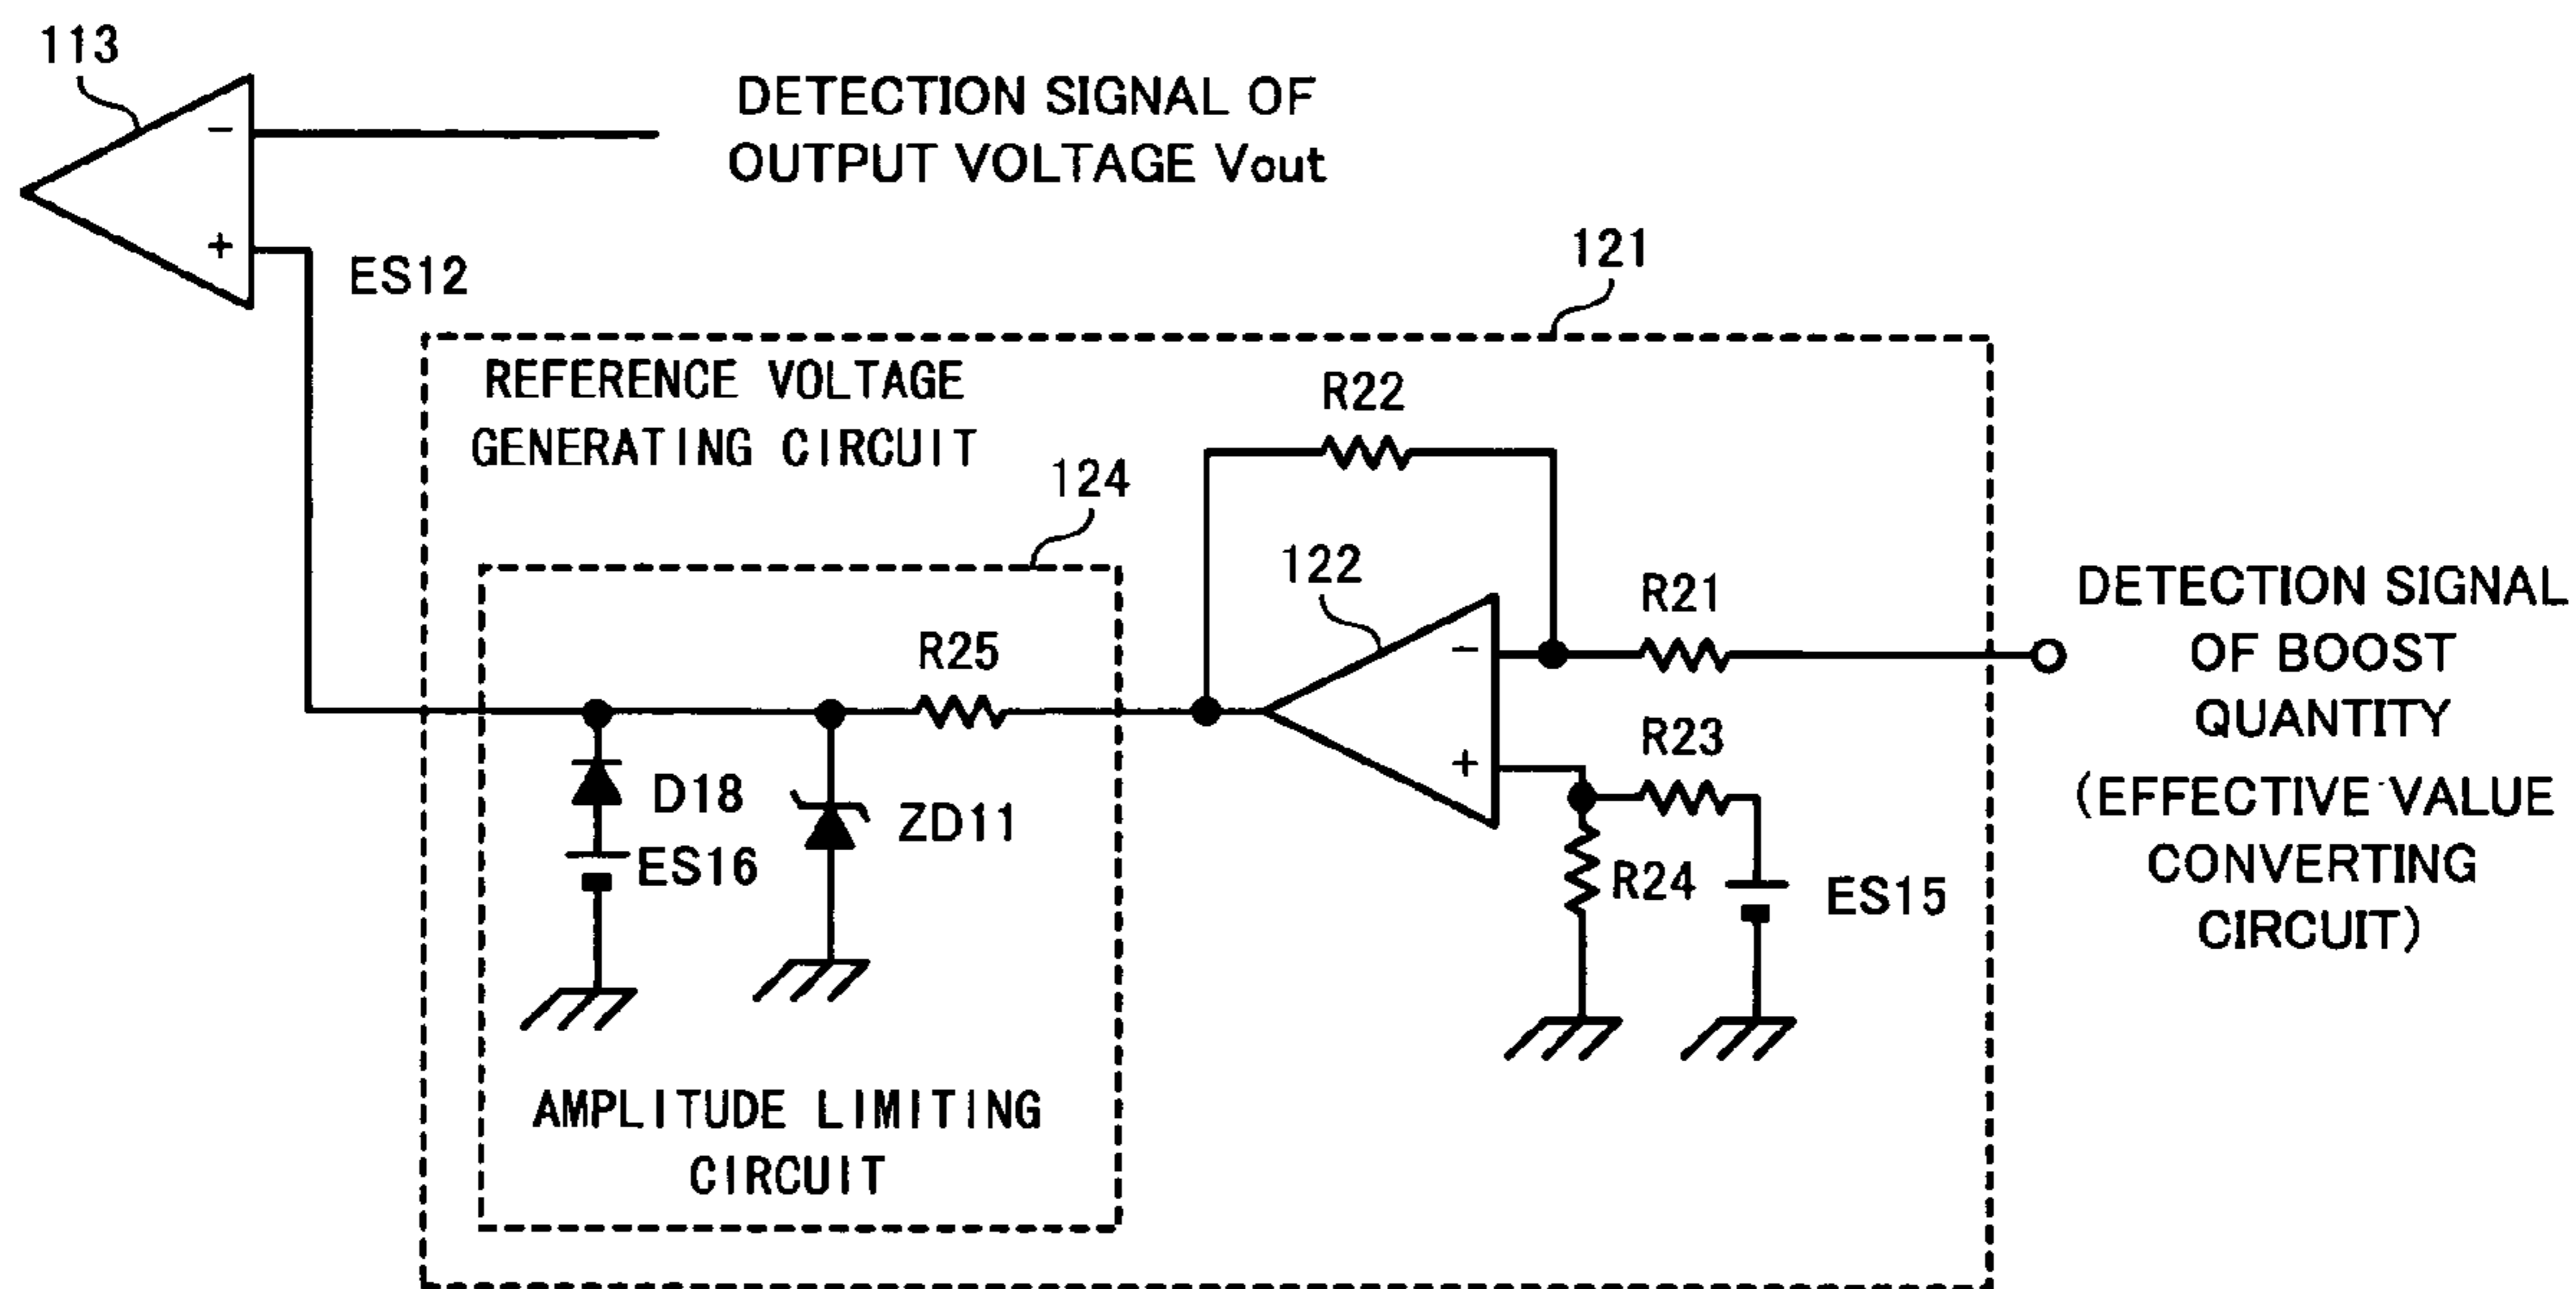 113
DETECTION SIGNAL OF
OUTPUT VOLTAGE Vout
−
+
ES12
121
REFERENCE VOLTAGE
GENERATING CIRCUIT
R22
124
122
R21
R25
−
+
R23
D18
ZD11
ES16
R24
ES15
AMPLITUDE LIMITING
CIRCUIT
DETECTION SIGNAL
OF BOOST
QUANTITY
(EFFECTIVE VALUE
CONVERTING
CIRCUIT)